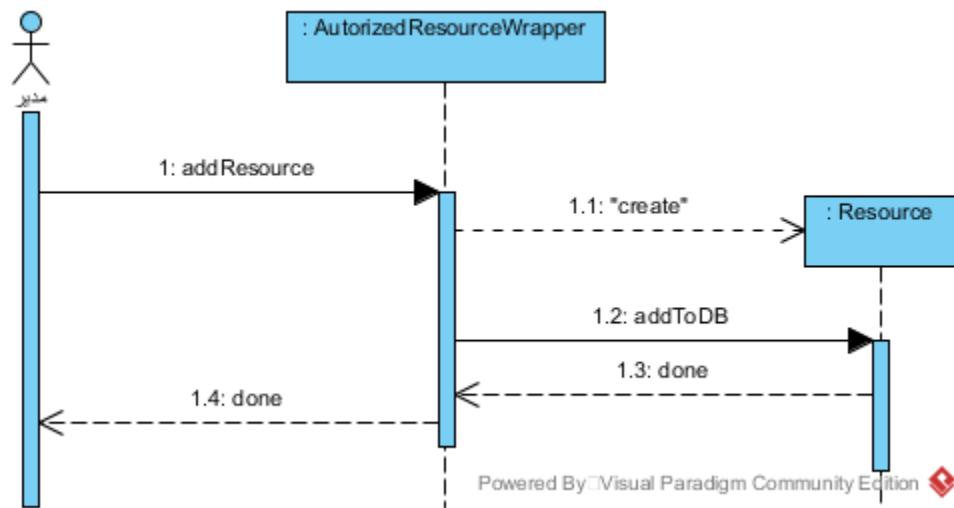 : AutorizedResourceWrapper
مدیر
1: addResource
1.1: "create"
: Resource
1.2: addToDB
1.3: done
1.4: done
Powered By Visual Paradigm Community Edition